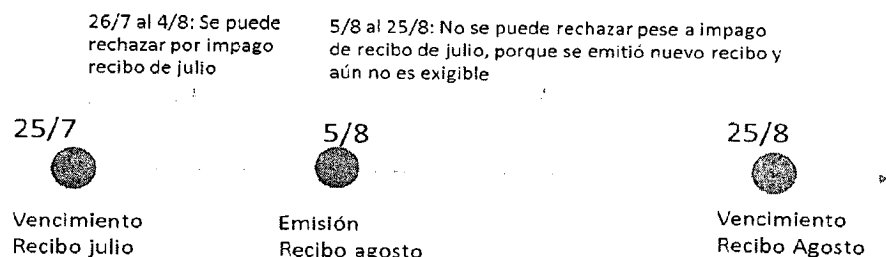 26/7 al 4/8: Se puede
rechazar por impago
recibo de julio
5/8 al 25/8: No se puede rechazar pese a impago
de recibo de julio, porque se emitió nuevo recibo y
aún no es exigible
25/7
5/8
25/8
Vencimiento
Recibo julio
Emisión
Recibo agosto
Vencimiento
Recibo Agosto